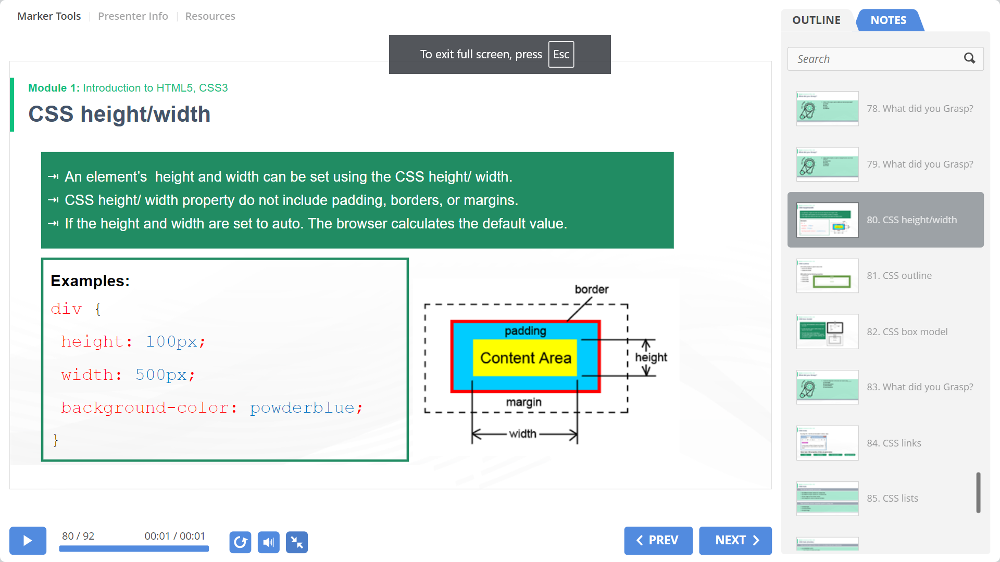 Marker Tools
Presenter Info
Resources
OUTLINE
NOTES
To exit full screen, press Esc
Search
Module 1: Introduction to HTML5, CSS3
CSS height/width
An element’s  height and width can be set using the CSS height/ width.
CSS height/ width property do not include padding, borders, or margins.
If the height and width are set to auto. The browser calculates the default value.
Examples:
div {
height: 100px;
width: 500px;
background-color: powderblue;
}
border
padding
Content Area
height
margin
width
78. What did you Grasp?
79. What did you Grasp?
80. CSS height/width
81. CSS outline
82. CSS box model
83. What did you Grasp?
84. CSS links
85. CSS lists
80 / 92
00:01 / 00:01
PREV
NEXT